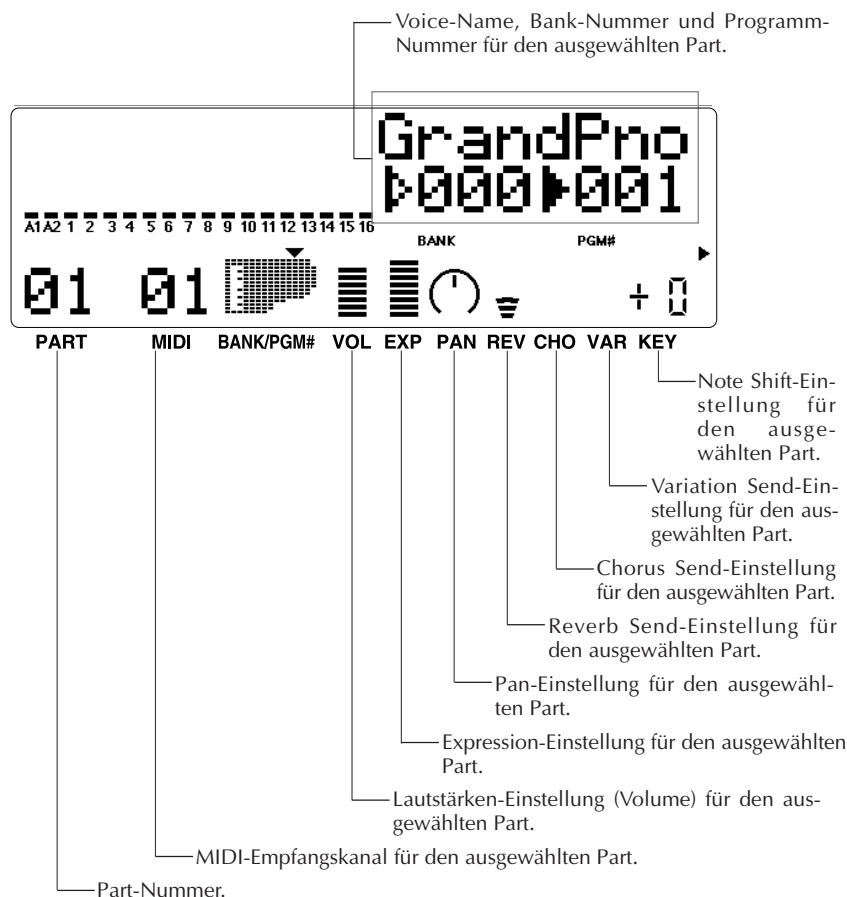 Voice-Name, Bank-Nummer und Programm-
Nummer für den ausgewählten Part.
GrandPno
000 001
A1 A2 1 2 3 4 5 6 7 8 9 10 11 12 13 14 15 16
BANK PGM#
01 01 + 0
PART MIDI BANK/PGM# VOL EXP PAN REV CHO VAR KEY
Note Shift-Ein-
stellung für
den ausge-
wählten Part.
Variation Send-Ein-
stellung für den aus-
gewählten Part.
Chorus Send-Einstellung
für den ausgewählten Part.
Reverb Send-Einstellung für
den ausgewählten Part.
Pan-Einstellung für den ausgewähl-
ten Part.
Expression-Einstellung für den ausgewählten
Part.
Lautstärken-Einstellung (Volume) für den aus-
gewählten Part.
MIDI-Empfangskanal für den ausgewählten Part.
Part-Nummer.